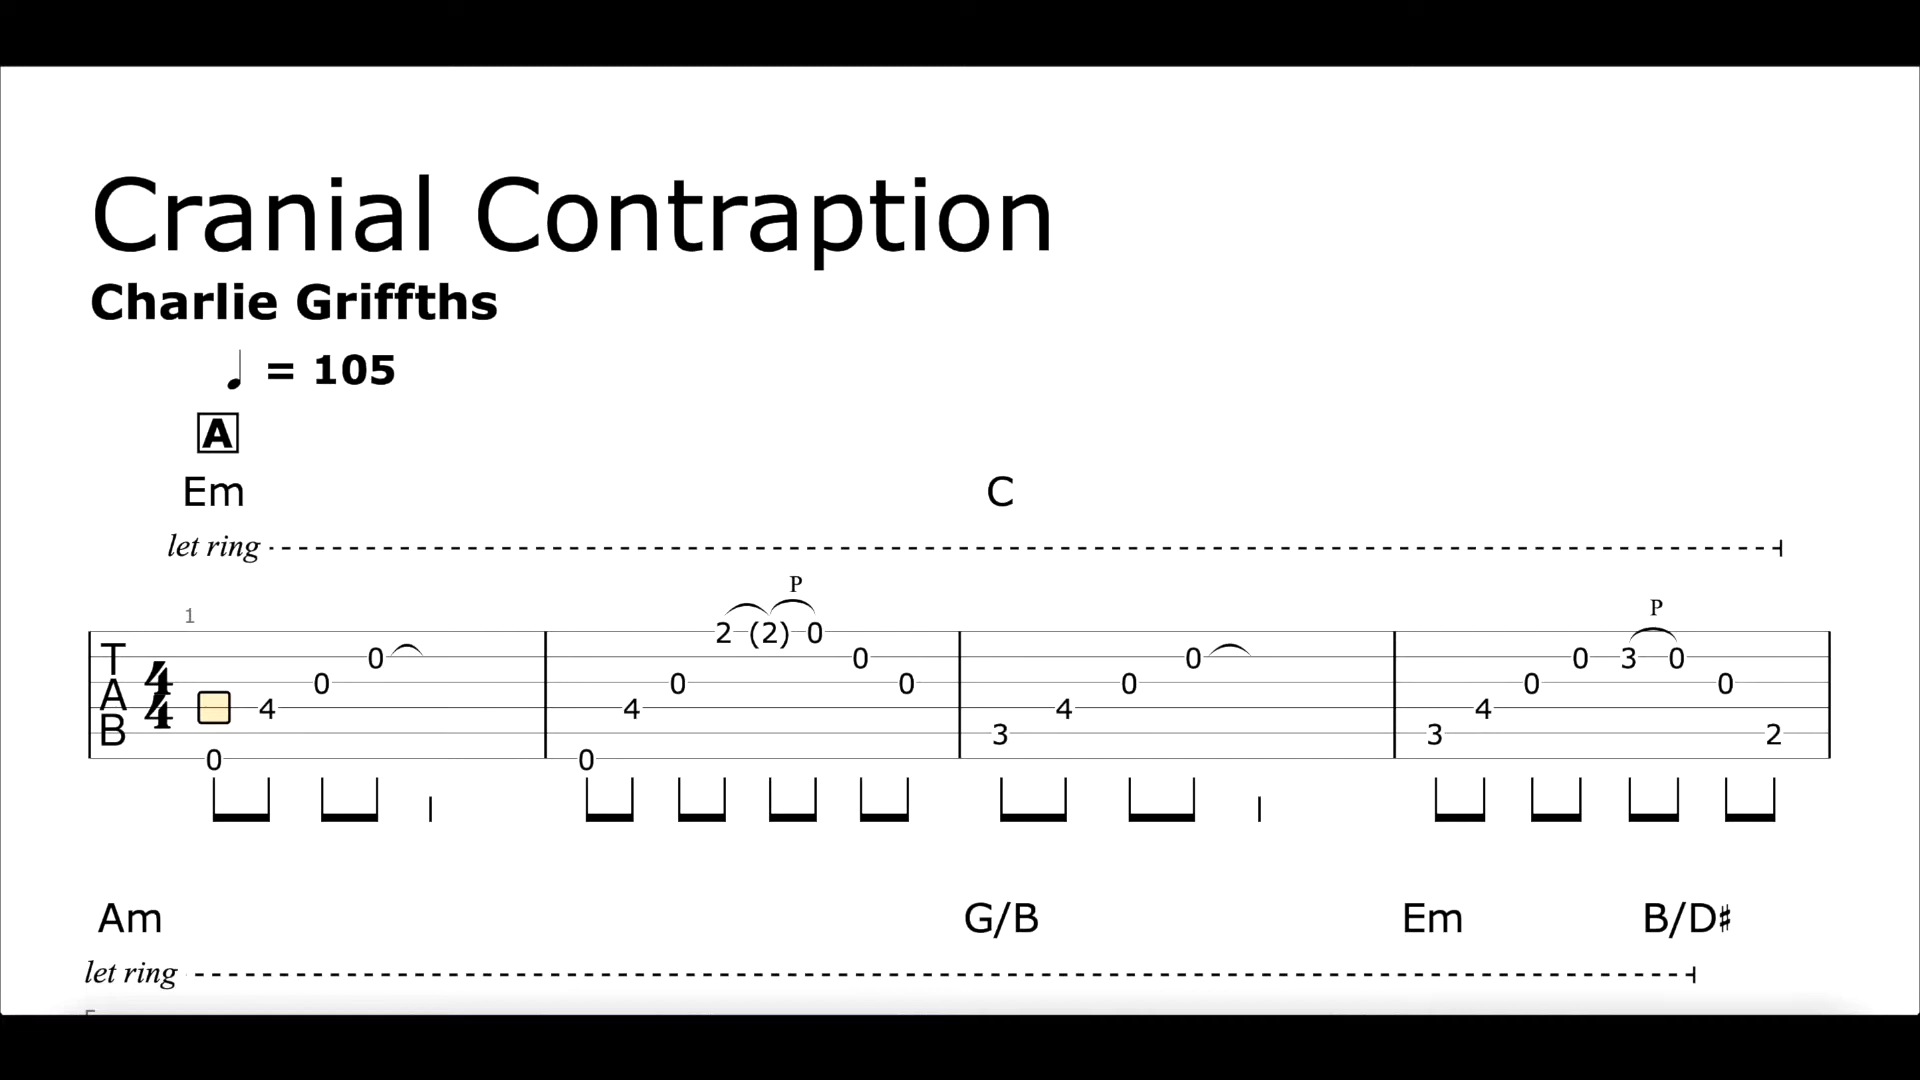 Cranial Contraption
Charlie Griffths
♩ = 105
A
Em C
let ring
P P
1
2 (2) 0
0 0 0 0 3 0
T 4 0 0 0 0 0 0
A 4 4 4 4 4
B 3 3 2
0 0
Am G/B Em B/D♯
let ring